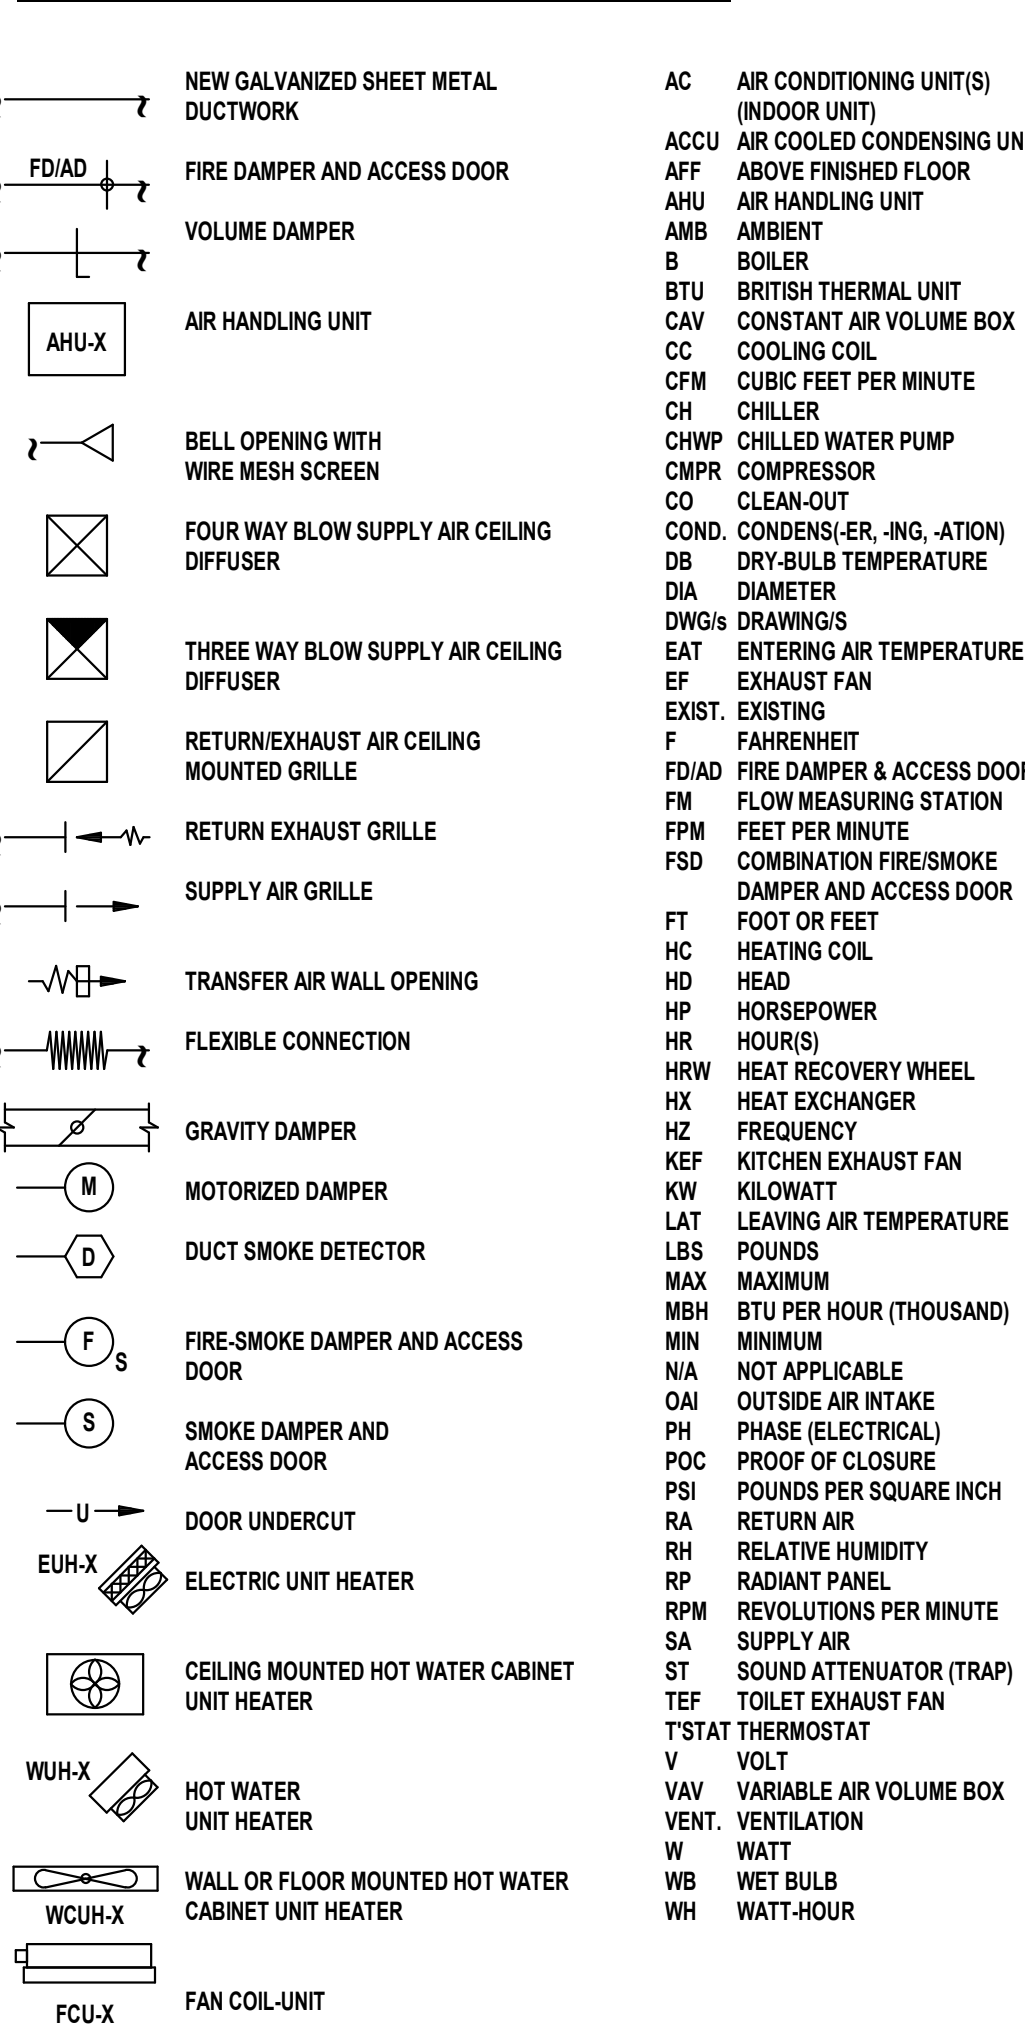 NEW GALVANIZED SHEET METAL
DUCTWORK
FD/AD
FIRE DAMPER AND ACCESS DOOR
VOLUME DAMPER
AHU-X
AIR HANDLING UNIT
BELL OPENING WITH
WIRE MESH SCREEN
FOUR WAY BLOW SUPPLY AIR CEILING
DIFFUSER
THREE WAY BLOW SUPPLY AIR CEILING
DIFFUSER
RETURN/EXHAUST AIR CEILING
MOUNTED GRILLE
RETURN EXHAUST GRILLE
SUPPLY AIR GRILLE
TRANSFER AIR WALL OPENING
FLEXIBLE CONNECTION
GRAVITY DAMPER
M
MOTORIZED DAMPER
D
DUCT SMOKE DETECTOR
F
S
FIRE-SMOKE DAMPER AND ACCESS
DOOR
S
SMOKE DAMPER AND
ACCESS DOOR
U
DOOR UNDERCUT
EUH-X
ELECTRIC UNIT HEATER
CEILING MOUNTED HOT WATER CABINET
UNIT HEATER
WUH-X
HOT WATER
UNIT HEATER
WALL OR FLOOR MOUNTED HOT WATER
CABINET UNIT HEATER
WCUH-X
FAN COIL-UNIT
FCU-X
AC AIR CONDITIONING UNIT(S)
(INDOOR UNIT)
ACCU AIR COOLED CONDENSING UN
AFF ABOVE FINISHED FLOOR
AHU AIR HANDLING UNIT
AMB AMBIENT
B BOILER
BTU BRITISH THERMAL UNIT
CAV CONSTANT AIR VOLUME BOX
CC COOLING COIL
CFM CUBIC FEET PER MINUTE
CH CHILLER
CHWP CHILLED WATER PUMP
CMPR COMPRESSOR
CO CLEAN-OUT
COND. CONDENS(-ER, -ING, -ATION)
DB DRY-BULB TEMPERATURE
DIA DIAMETER
DWG/s DRAWING/S
EAT ENTERING AIR TEMPERATURE
EF EXHAUST FAN
EXIST. EXISTING
F FAHRENHEIT
FD/AD FIRE DAMPER & ACCESS DOOR
FM FLOW MEASURING STATION
FPM FEET PER MINUTE
FSD COMBINATION FIRE/SMOKE
DAMPER AND ACCESS DOOR
FT FOOT OR FEET
HC HEATING COIL
HD HEAD
HP HORSEPOWER
HR HOUR(S)
HRW HEAT RECOVERY WHEEL
HX HEAT EXCHANGER
HZ FREQUENCY
KEF KITCHEN EXHAUST FAN
KW KILOWATT
LAT LEAVING AIR TEMPERATURE
LBS POUNDS
MAX MAXIMUM
MBH BTU PER HOUR (THOUSAND)
MIN MINIMUM
N/A NOT APPLICABLE
OAI OUTSIDE AIR INTAKE
PH PHASE (ELECTRICAL)
POC PROOF OF CLOSURE
PSI POUNDS PER SQUARE INCH
RA RETURN AIR
RH RELATIVE HUMIDITY
RP RADIANT PANEL
RPM REVOLUTIONS PER MINUTE
SA SUPPLY AIR
ST SOUND ATTENUATOR (TRAP)
TEF TOILET EXHAUST FAN
T'STAT THERMOSTAT
V VOLT
VAV VARIABLE AIR VOLUME BOX
VENT. VENTILATION
W WATT
WB WET BULB
WH WATT-HOUR